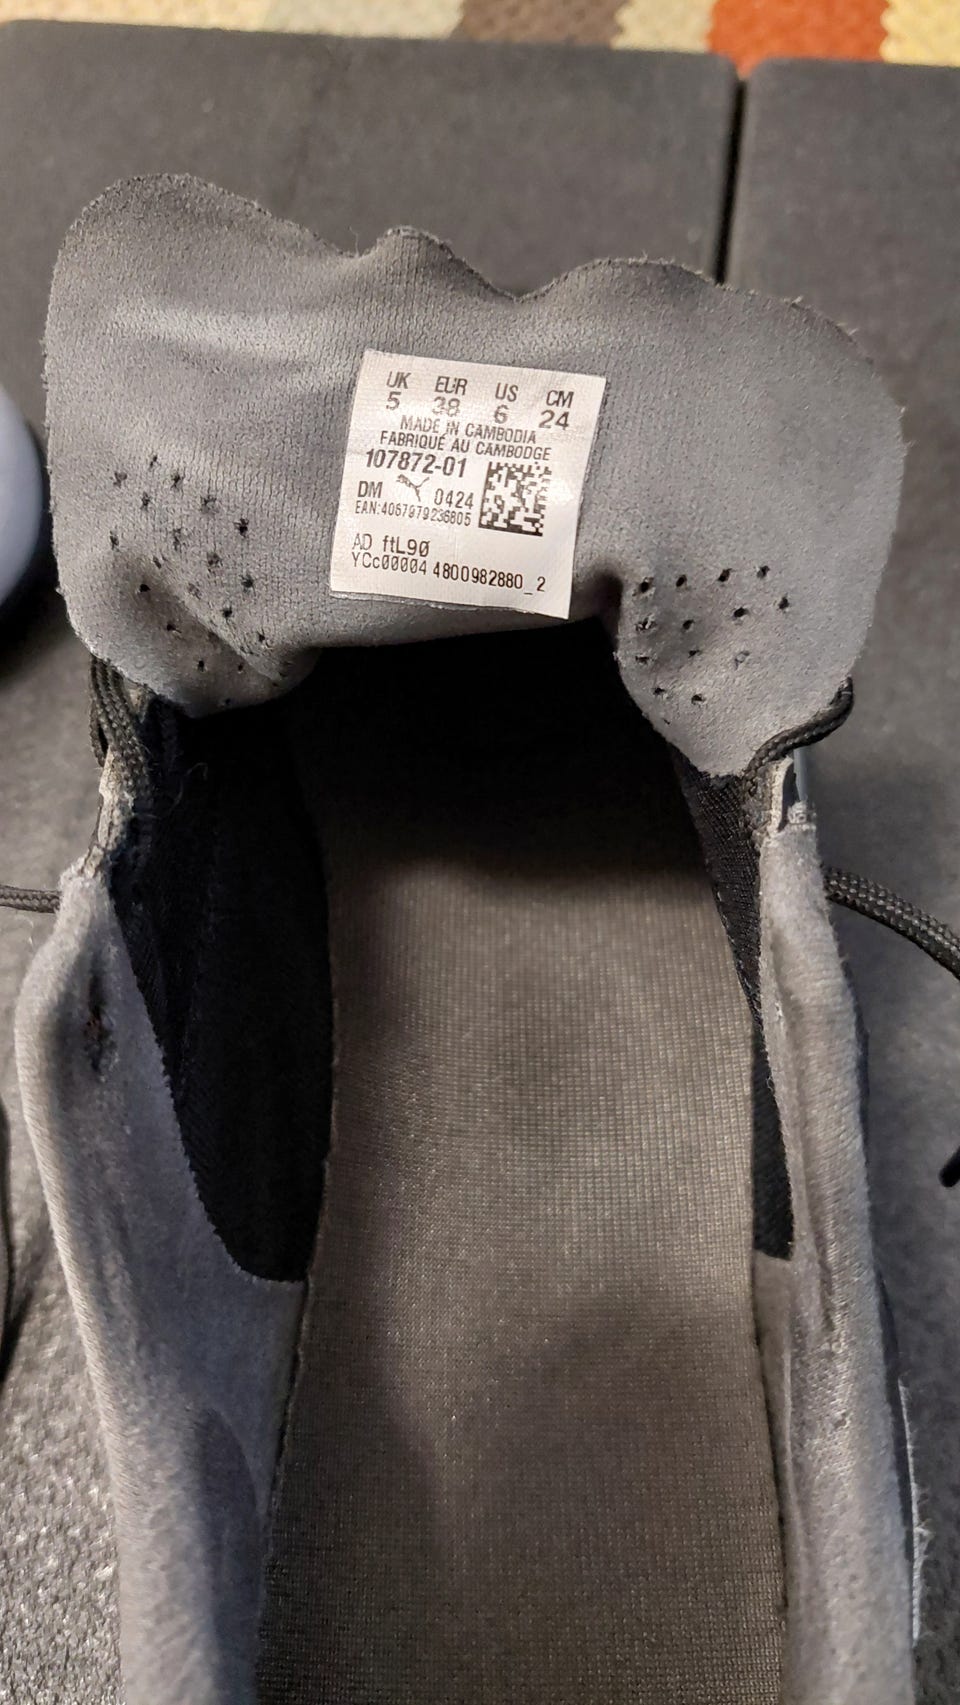 UK EUR US CM
5 38 6 24
MADE IN CAMBODIA
FABRIQUÉ AU CAMBODGE
107872-01
DM 0424
EAN:4067979236805
AD ftL90
YCc00004 4800982880_2